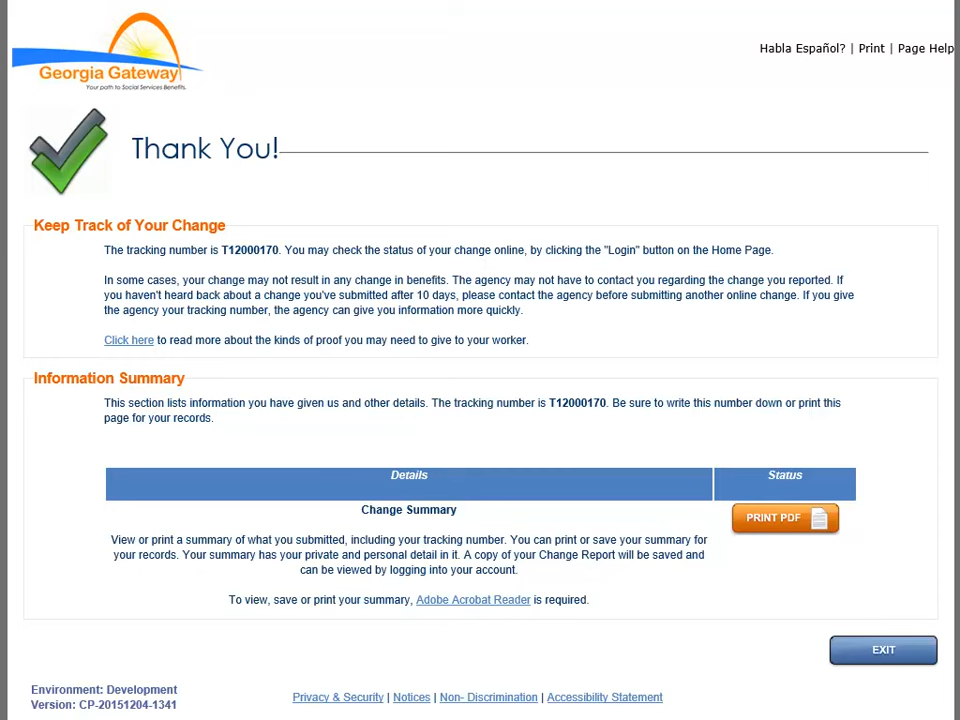 Georgia Gateway
Your path to Social Services Benefits.
Habla Español? | Print | Page Help
Thank You!
Keep Track of Your Change
The tracking number is T12000170. You may check the status of your change online, by clicking the "Login" button on the Home Page.
In some cases, your change may not result in any change in benefits. The agency may not have to contact you regarding the change you reported. If
you haven't heard back about a change you've submitted after 10 days, please contact the agency before submitting another online change. If you give
the agency your tracking number, the agency can give you information more quickly.
Click here to read more about the kinds of proof you may need to give to your worker.
Information Summary
This section lists information you have given us and other details. The tracking number is T12000170. Be sure to write this number down or print this
page for your records.
Details
Status
Change Summary
PRINT PDF
View or print a summary of what you submitted, including your tracking number. You can print or save your summary for
your records. Your summary has your private and personal detail in it. A copy of your Change Report will be saved and
can be viewed by logging into your account.
To view, save or print your summary, Adobe Acrobat Reader is required.
EXIT
Environment: Development
Version: CP-20151204-1341
Privacy & Security | Notices | Non- Discrimination | Accessibility Statement